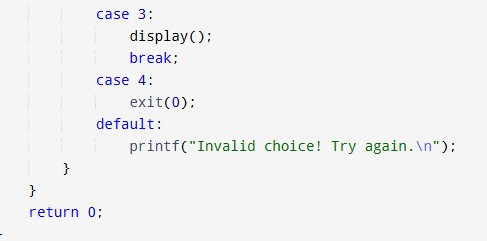 case 3:
display();
break;
case 4:
exit(0);
default:
printf("Invalid choice! Try again.\n");
}
}
return 0;